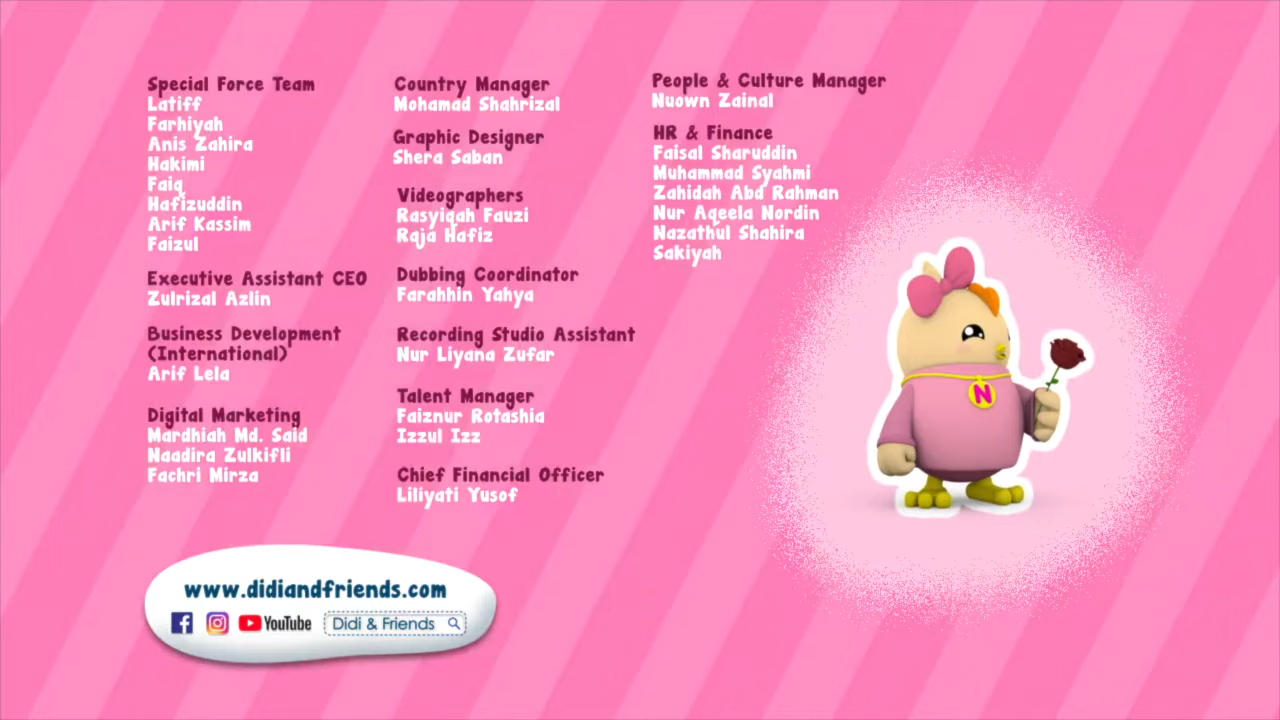 Special Force Team
Latiff
Farhiyah
Anis Zahira
Hakimi
Faiq
Hafizuddin
Arif Kassim
Faizul
Executive Assistant CEO
Zulrizal Azlin
Business Development
(International)
Arif Lela
Digital Marketing
Mardhiah Md. Said
Naadira Zulkifli
Fachri Mirza
Country Manager
Mohamad Shahrizal
Graphic Designer
Shera Saban
Videographers
Rasyiqah Fauzi
Raja Hafiz
Dubbing Coordinator
Farahhin Yahya
Recording Studio Assistant
Nur Liyana Zufar
Talent Manager
Faiznur Rotashia
Izzul Izz
Chief Financial Officer
Liliyati Yusof
People & Culture Manager
Nuown Zainal
HR & Finance
Faisal Sharuddin
Muhammad Syahmi
Zahidah Abd Rahman
Nur Aqeela Nordin
Nazathul Shahira
Sakiyah
N
www.didiandfriends.com
YouTube Didi & Friends